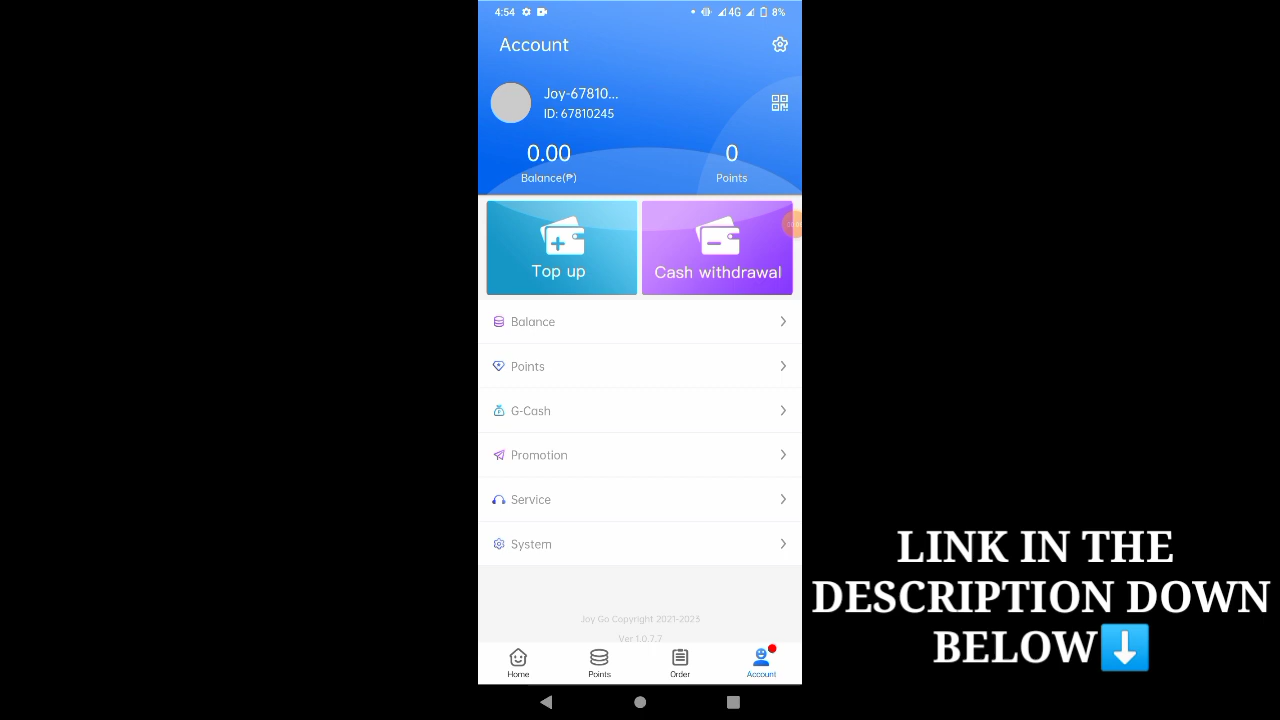 4:54
4G
8%
Account
Joy-67810...
ID: 67810245
0.00
0
Balance(₱)
Points
Top up
Cash withdrawal
Balance
Points
G-Cash
Promotion
Service
System
Joy Go Copyright 2021-2023
Ver 1.0.7.7
Home
Points
Order
Account
LINK IN THE
DESCRIPTION DOWN
BELOW⬇️